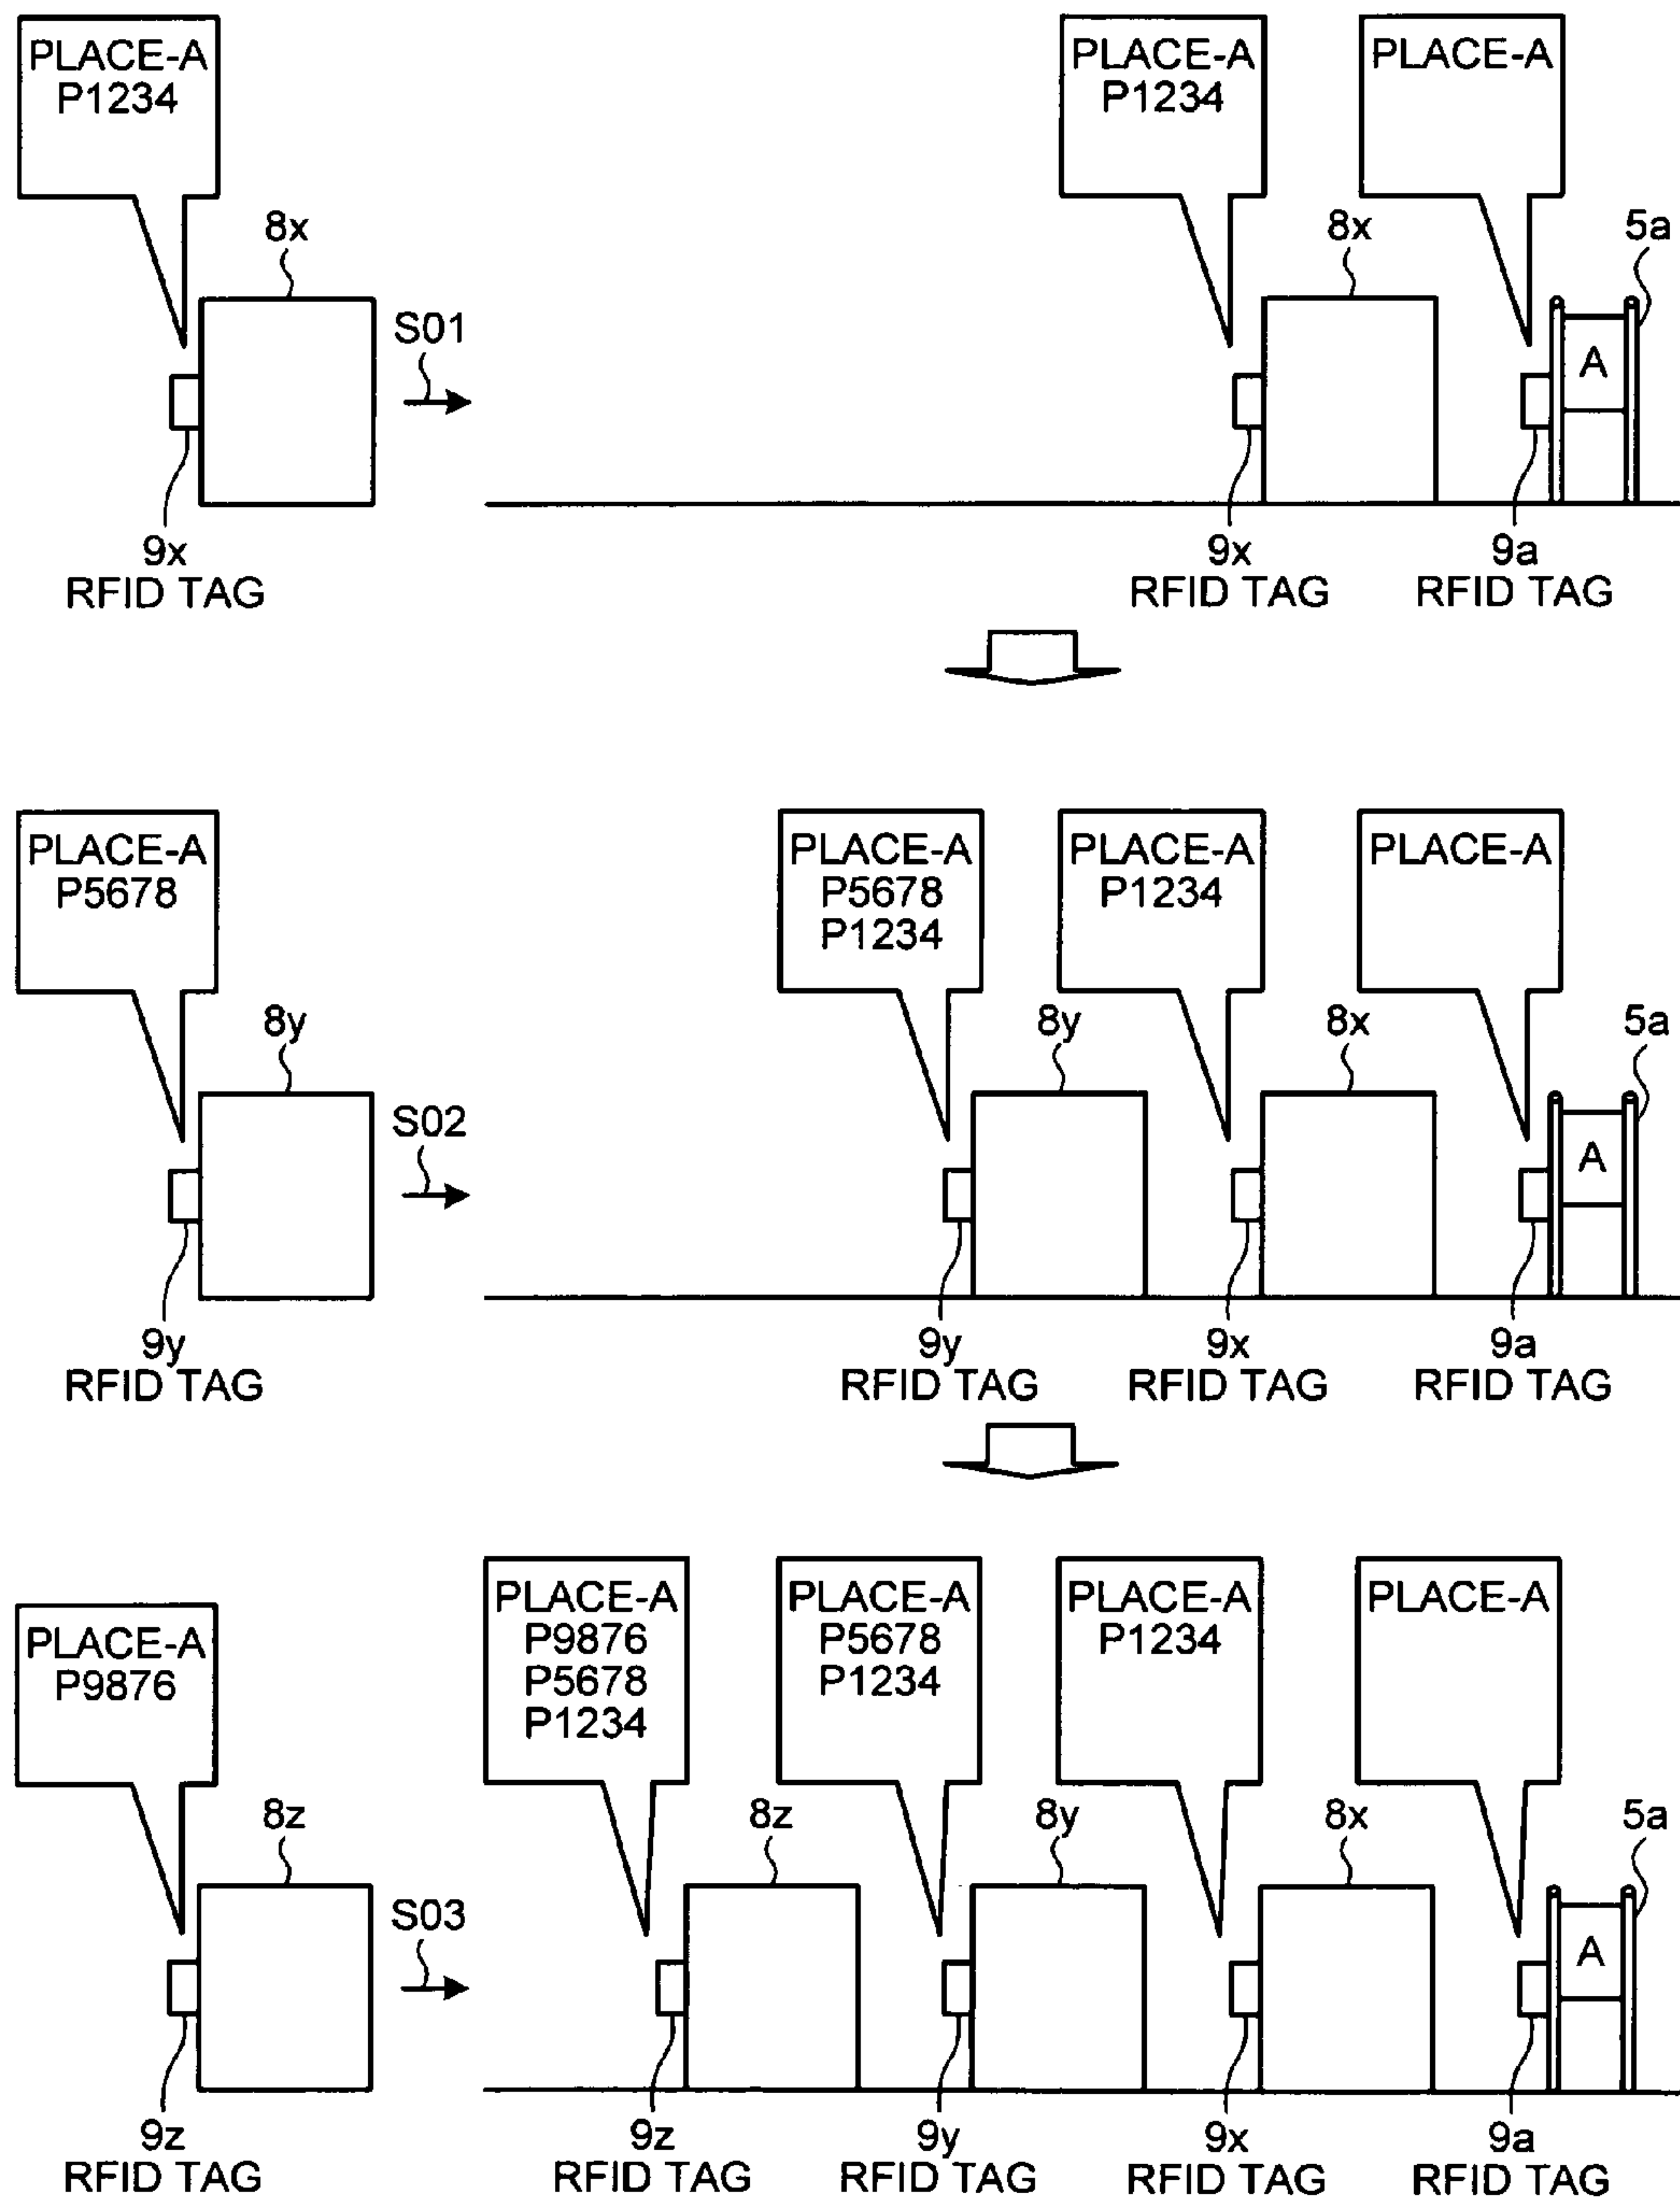 PLACE-A
P1234
PLACE-A
P1234
PLACE-A
8x
8x
5a
S01
A
9x
RFID TAG
9x
RFID TAG
9a
RFID TAG
PLACE-A
P5678
PLACE-A
P5678
P1234
PLACE-A
P1234
PLACE-A
8y
8y
8x
5a
S02
A
9y
RFID TAG
9y
RFID TAG
9x
RFID TAG
9a
RFID TAG
PLACE-A
P9876
PLACE-A
P9876
P5678
P1234
PLACE-A
P5678
P1234
PLACE-A
P1234
PLACE-A
8z
8z
8y
8x
5a
S03
A
9z
RFID TAG
9z
RFID TAG
9y
RFID TAG
9x
RFID TAG
9a
RFID TAG